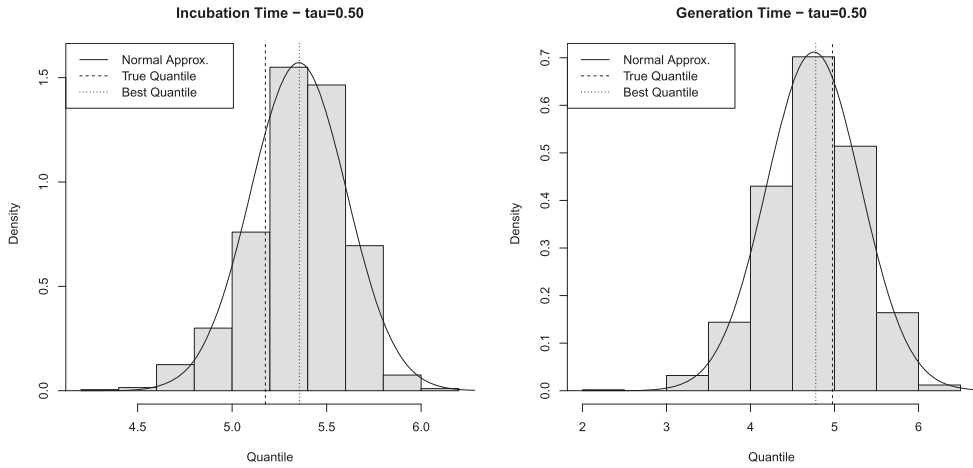 Incubation Time − tau=0.50
Normal Approx.
True Quantile
Best Quantile
Density
0.0 0.5 1.0 1.5
4.5 5.0 5.5 6.0
Quantile
Generation Time − tau=0.50
Normal Approx.
True Quantile
Best Quantile
Density
0.0 0.1 0.2 0.3 0.4 0.5 0.6 0.7
2 3 4 5 6
Quantile